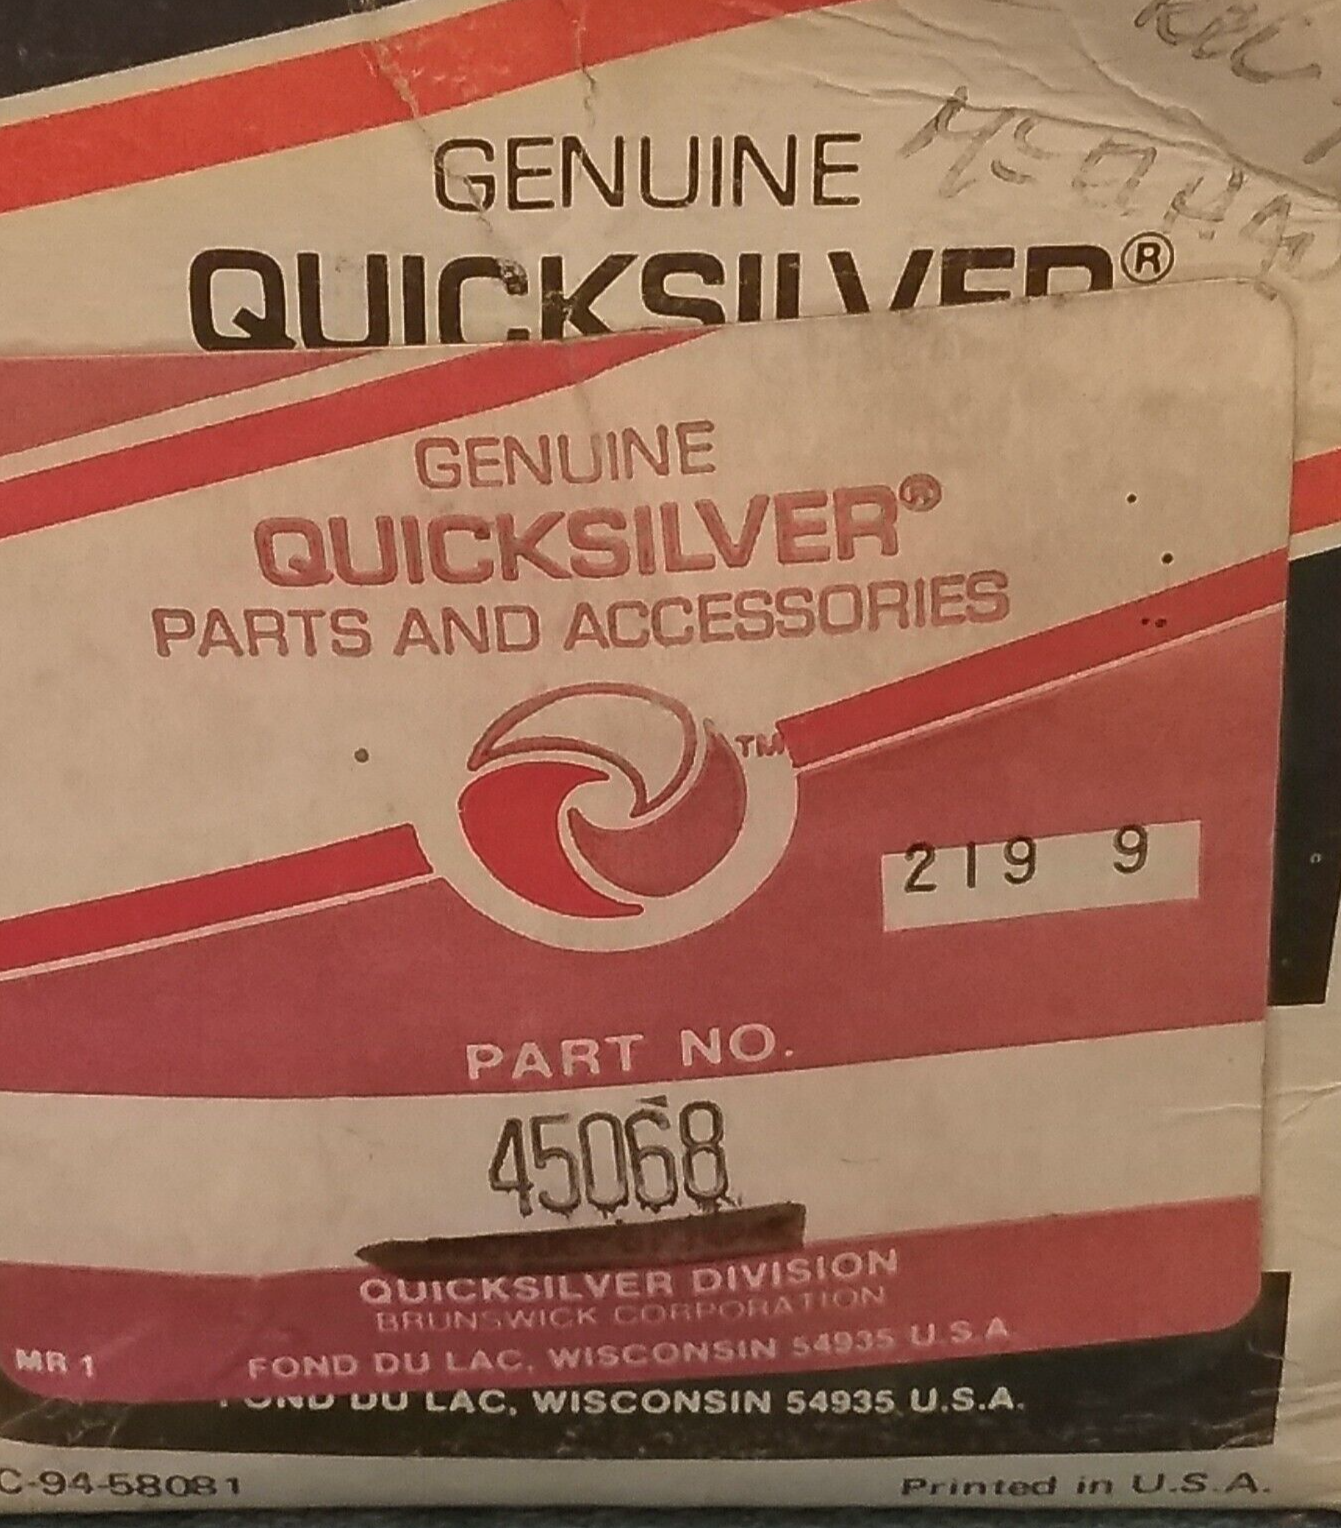 GENUINE
QUICKSILVER®
GENUINE
QUICKSILVER®
PARTS AND ACCESSORIES
TM
219 9
PART NO.
45068
QUICKSILVER DIVISION
BRUNSWICK CORPORATION
MR 1
FOND DU LAC, WISCONSIN 54935 U.S.A
FOND DU LAC, WISCONSIN 54935 U.S.A.
C-94-58081
Printed in U.S.A.